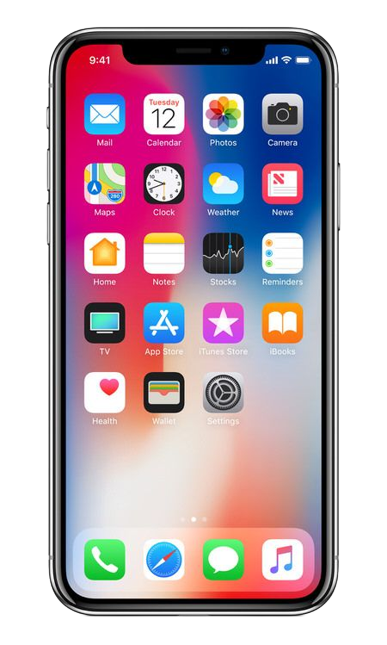 9:41
Tuesday
12
Mail Calendar Photos Camera
280
Maps Clock Weather News
Home Notes Stocks Reminders
TV App Store iTunes Store iBooks
Health Wallet Settings